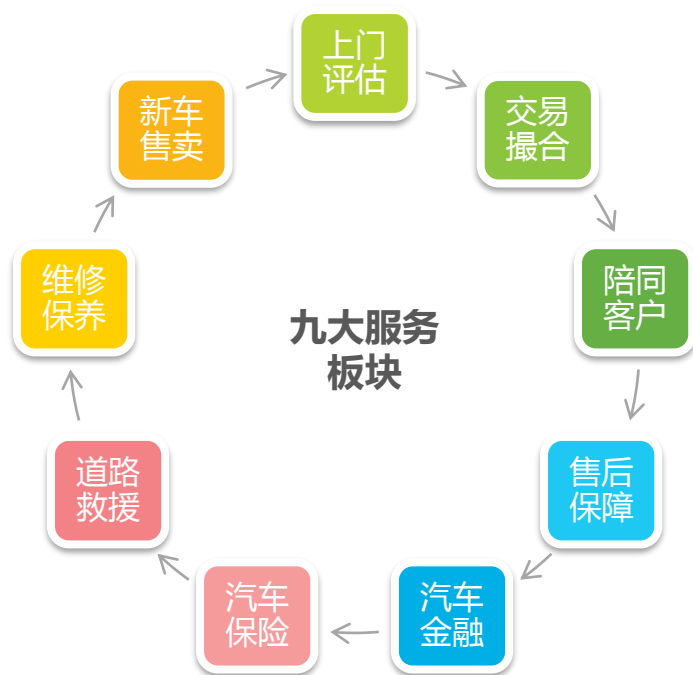 上门
评估
交易
撮合
陪同
客户
售后
保障
汽车
金融
汽车
保险
道路
救援
维修
保养
新车
售卖
九大服务
板块